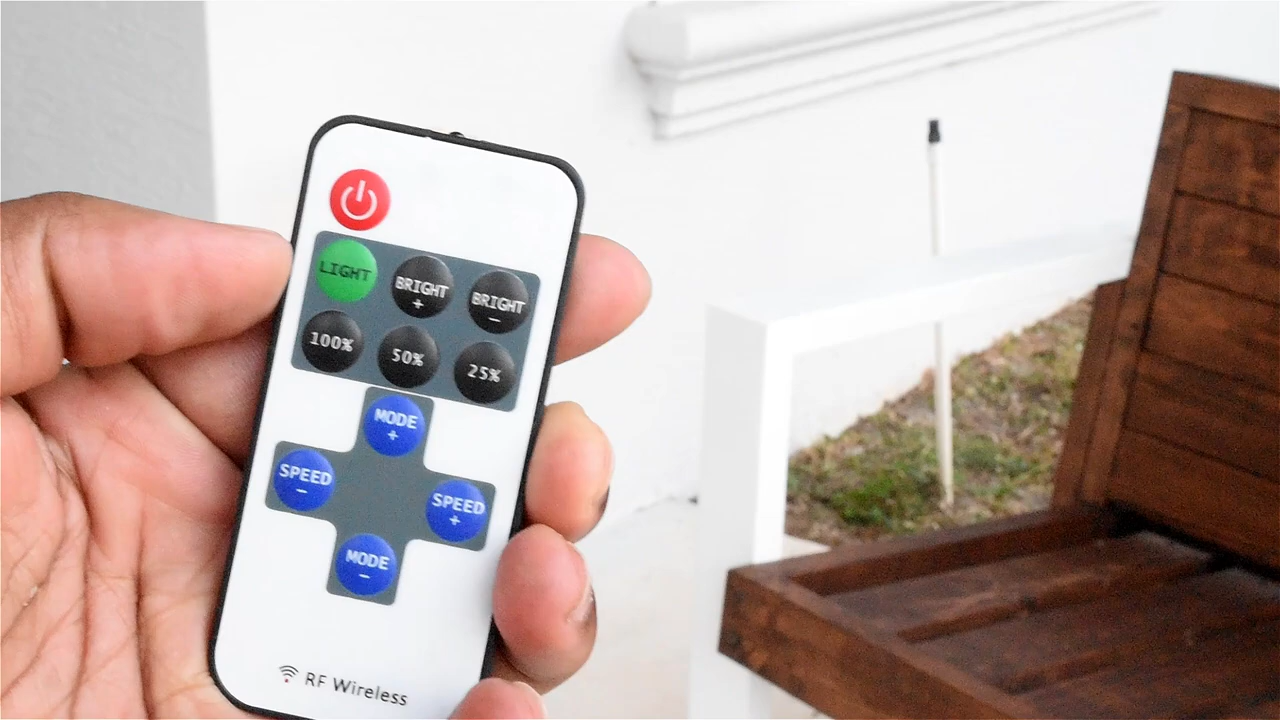 LIGHT
BRIGHT
+
BRIGHT
–
100%
50%
25%
MODE
+
SPEED
–
SPEED
+
MODE
–
RF Wireless